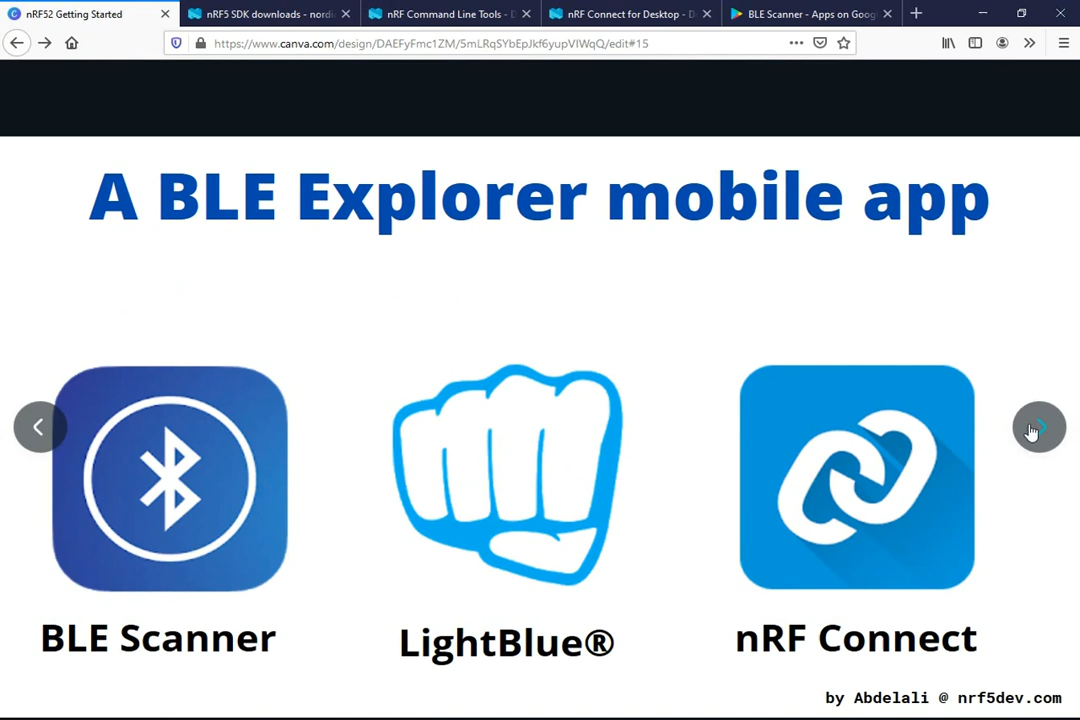 nRF52 Getting Started
nRF5 SDK downloads - nordi
nRF Command Line Tools - D
nRF Connect for Desktop - D
BLE Scanner - Apps on Goog
https://www.canva.com/design/DAEFyFmc1ZM/5mLRqSYbEpJkf6yupVIWqQ/edit#15
A BLE Explorer mobile app
BLE Scanner
LightBlue®
nRF Connect
by Abdelali @ nrf5dev.com